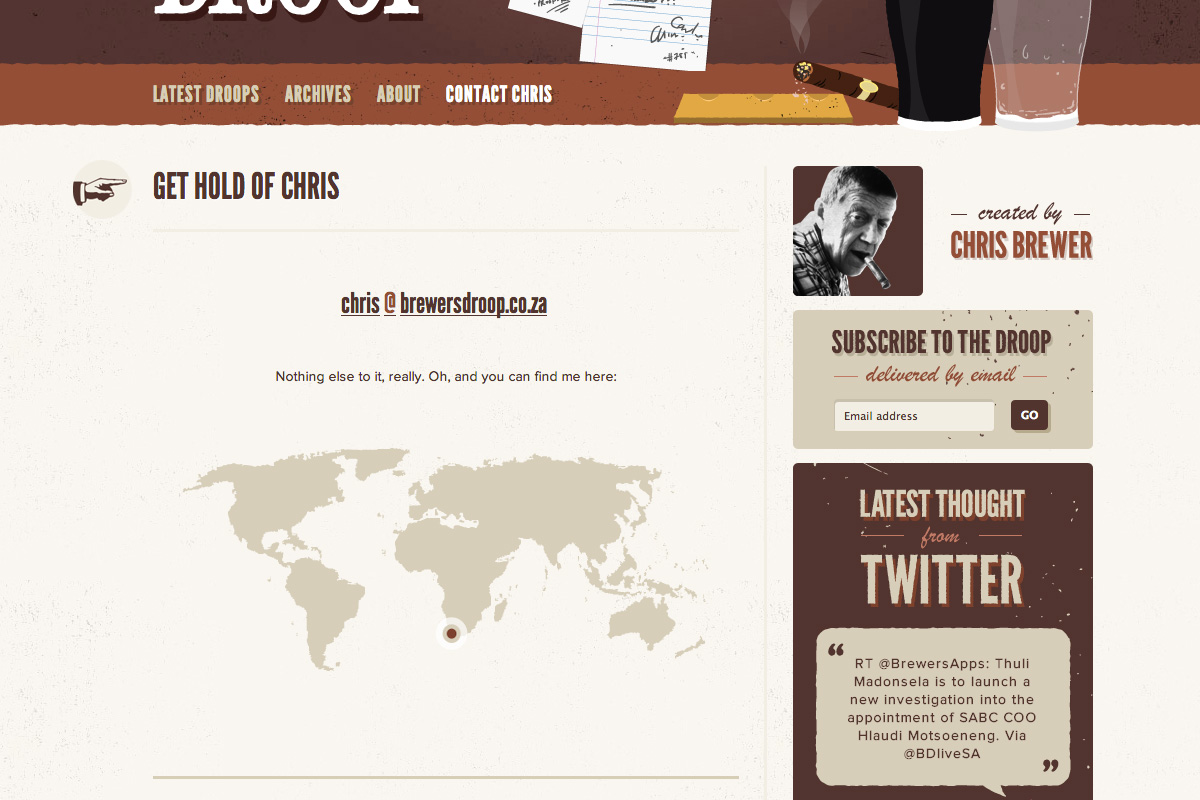 DROOP
LATEST DROOPS ARCHIVES ABOUT CONTACT CHRIS
GET HOLD OF CHRIS
chris @ brewersdroop.co.za
Nothing else to it, really. Oh, and you can find me here:
created by
CHRIS BREWER
SUBSCRIBE TO THE DROOP
delivered by email
Email address
GO
LATEST THOUGHT
from
TWITTER
“
RT @BrewersApps: Thuli
Madonsela is to launch a
new investigation into the
appointment of SABC COO
Hlaudi Motsoeneng. Via
@BDliveSA
”